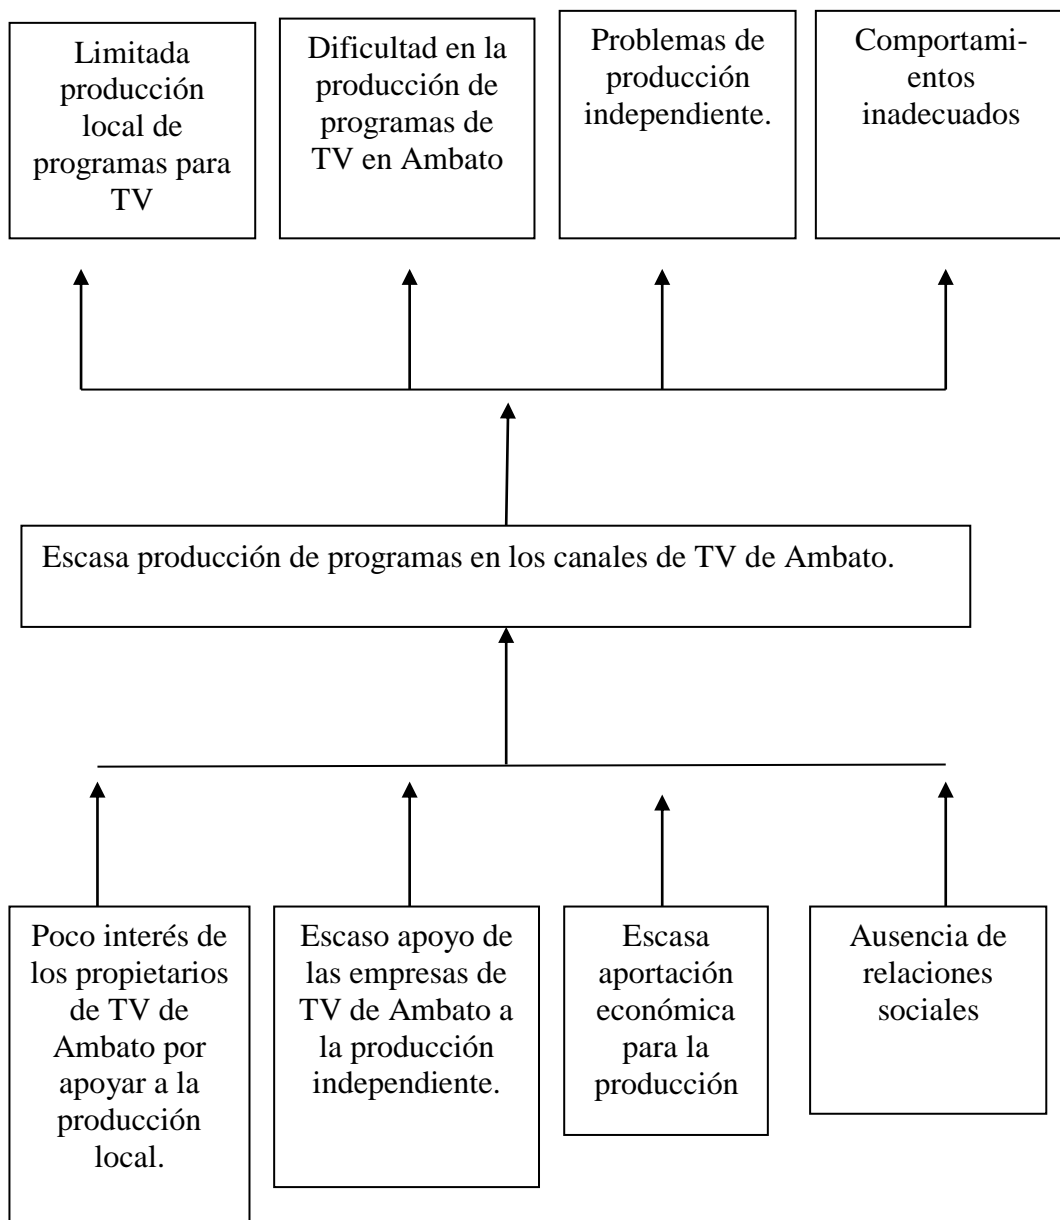 Limitada
producción
local de
programas para
TV
Dificultad en la
producción de
programas de
TV en Ambato
Problemas de
producción
independiente.
Comportami-
entos
inadecuados
Escasa producción de programas en los canales de TV de Ambato.
Poco interés de
los propietarios
de TV de
Ambato por
apoyar a la
producción
local.
Escaso apoyo de
las empresas de
TV de Ambato a
la producción
independiente.
Escasa
aportación
económica
para la
producción
Ausencia de
relaciones
sociales